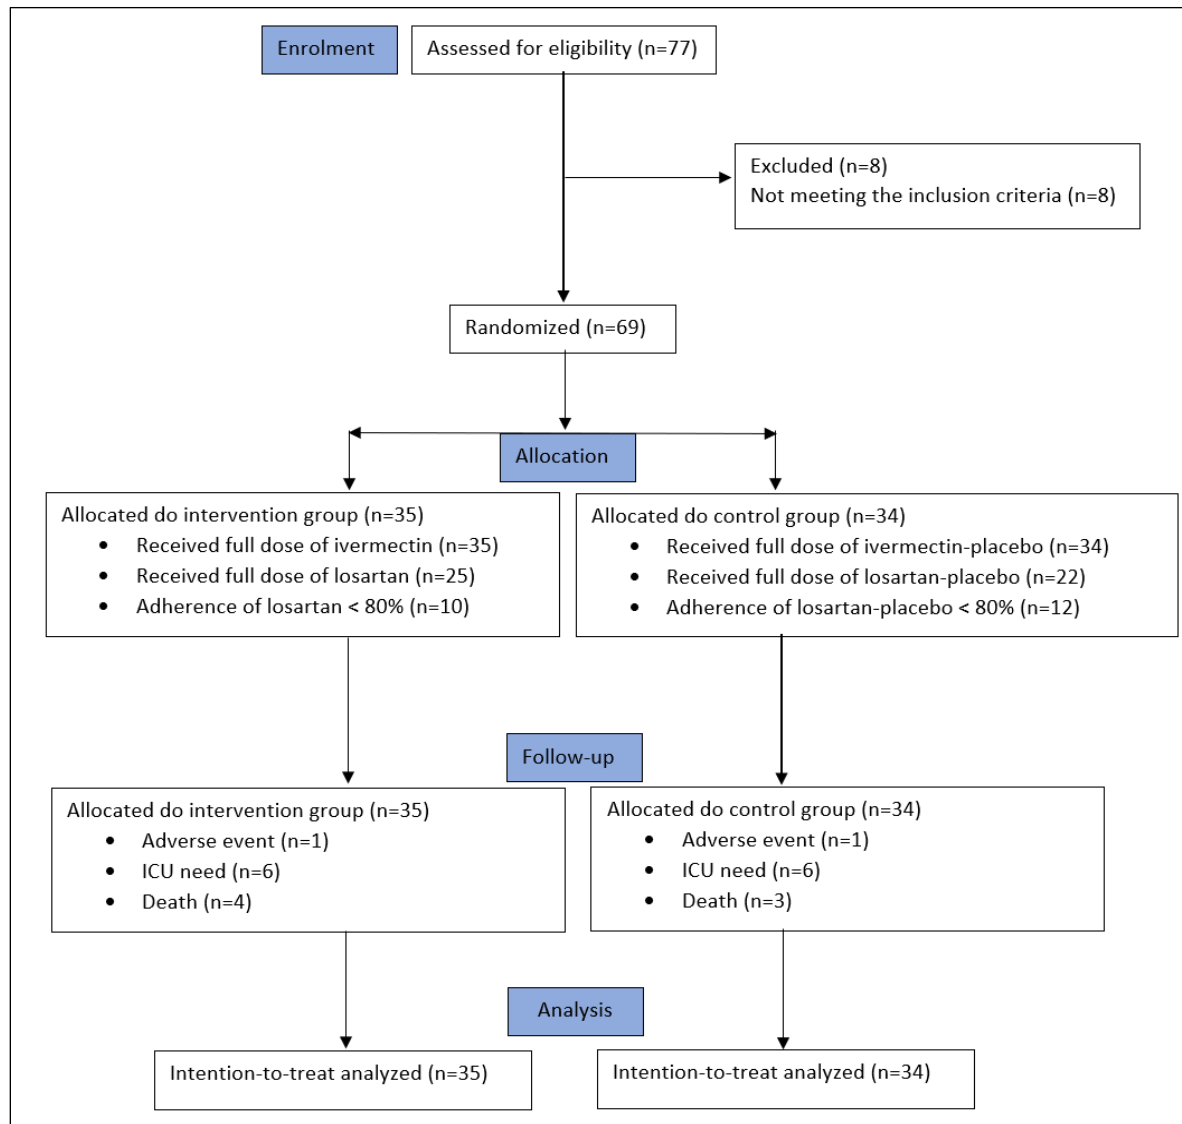 Enrolment
Assessed for eligibility (n=77)
Excluded (n=8)
Not meeting the inclusion criteria (n=8)
Randomized (n=69)
Allocation
Allocated do intervention group (n=35)
• Received full dose of ivermectin (n=35)
• Received full dose of losartan (n=25)
• Adherence of losartan < 80% (n=10)
Allocated do control group (n=34)
• Received full dose of ivermectin-placebo (n=34)
• Received full dose of losartan-placebo (n=22)
• Adherence of losartan-placebo < 80% (n=12)
Follow-up
Allocated do intervention group (n=35)
• Adverse event (n=1)
• ICU need (n=6)
• Death (n=4)
Allocated do control group (n=34)
• Adverse event (n=1)
• ICU need (n=6)
• Death (n=3)
Analysis
Intention-to-treat analyzed (n=35)
Intention-to-treat analyzed (n=34)